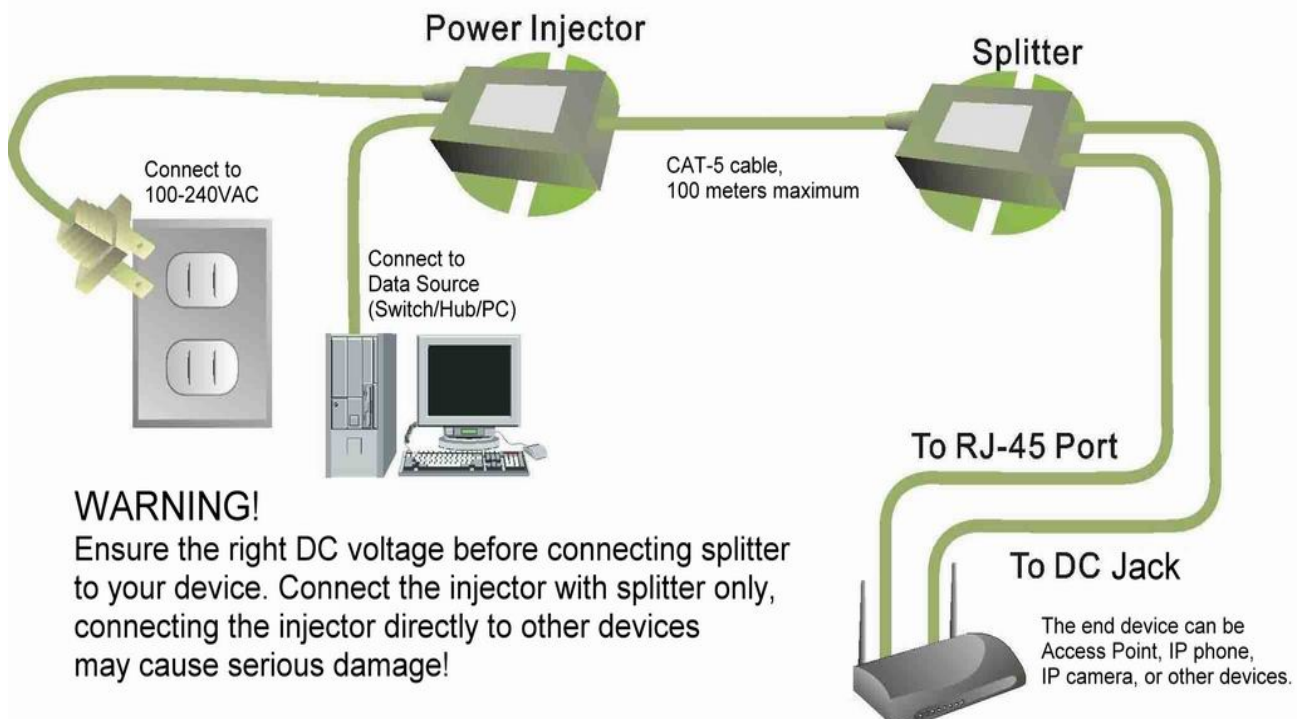 Power Injector
Splitter
Connect to
100-240VAC
CAT-5 cable,
100 meters maximum
Connect to
Data Source
(Switch/Hub/PC)
To RJ-45 Port
To DC Jack
The end device can be
Access Point, IP phone,
IP camera, or other devices.
WARNING!
Ensure the right DC voltage before connecting splitter
to your device. Connect the injector with splitter only,
connecting the injector directly to other devices
may cause serious damage!